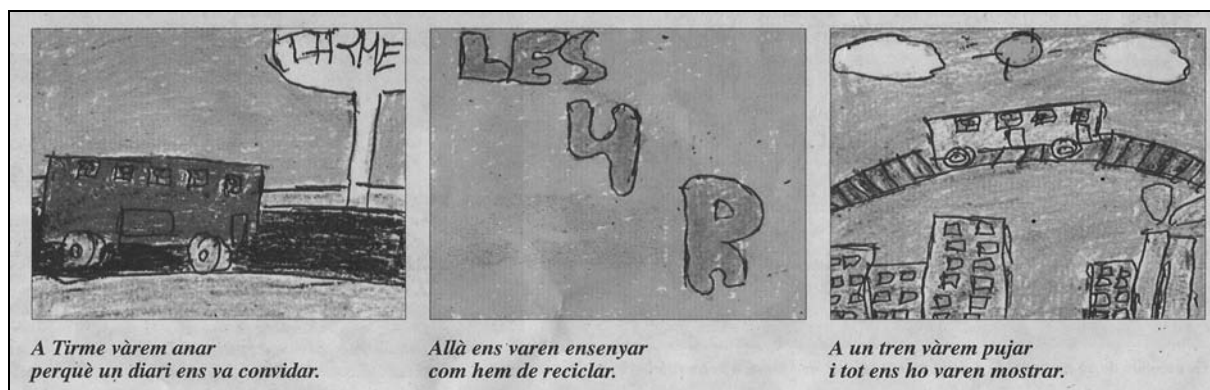 TIRME
LES
4
R
A Tirme vàrem anar
perquè un diari ens va convidar.
Allà ens varen ensenyar
com hem de reciclar.
A un tren vàrem pujar
i tot ens ho varen mostrar.